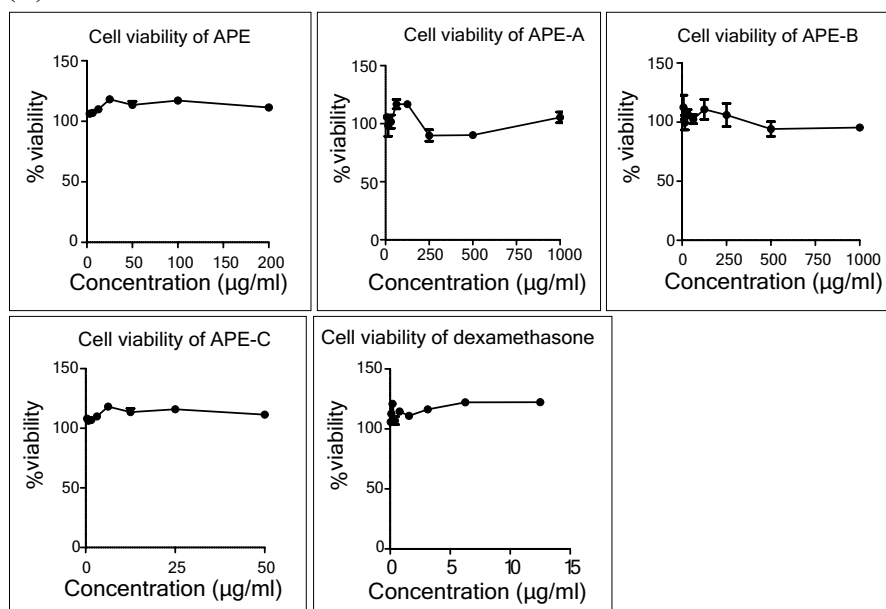 Cell viability of APE
% viability
150
100
50
0
0 50 100 150 200
Concentration (µg/ml)
Cell viability of APE-A
% viability
150
100
50
0
0 250 500 750 1000
Concentration (µg/ml)
Cell viability of APE-B
% viability
150
100
50
0
0 250 500 750 1000
Concentration (µg/ml)
Cell viability of APE-C
%viability
150
100
50
0
0 25 50
Concentration (µg/ml)
Cell viability of dexamethasone
%viability
150
100
50
0
0 5 10 15
Concentration (µg/ml)